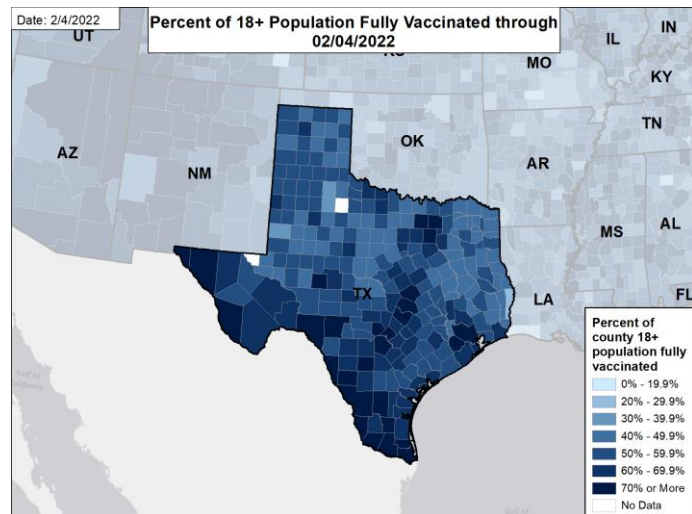 Date: 2/4/2022
Percent of 18+ Population Fully Vaccinated through
02/04/2022
UT
MO
IL
IN
KY
TN
OK
AZ
NM
AR
MS
AL
TX
LA
FL
Gulf of
California
Percent of
county 18+
population fully
vaccinated
0% - 19.9%
20% - 29.9%
30% - 39.9%
40% - 49.9%
50% - 59.9%
60% - 69.9%
70% or More
No Data